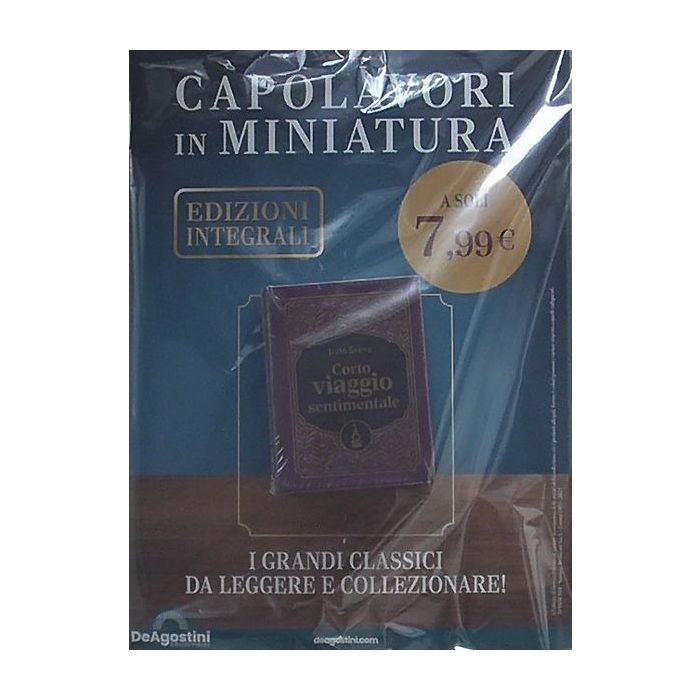 CAPOLAVORI
IN MINIATURA
EDIZIONI
INTEGRALI
A SOLI
7,99€
Italo Svevo
Corto
viaggio
sentimentale
I GRANDI CLASSICI
DA LEGGERE E COLLEZIONARE!
DeAgostini
deagostini.com